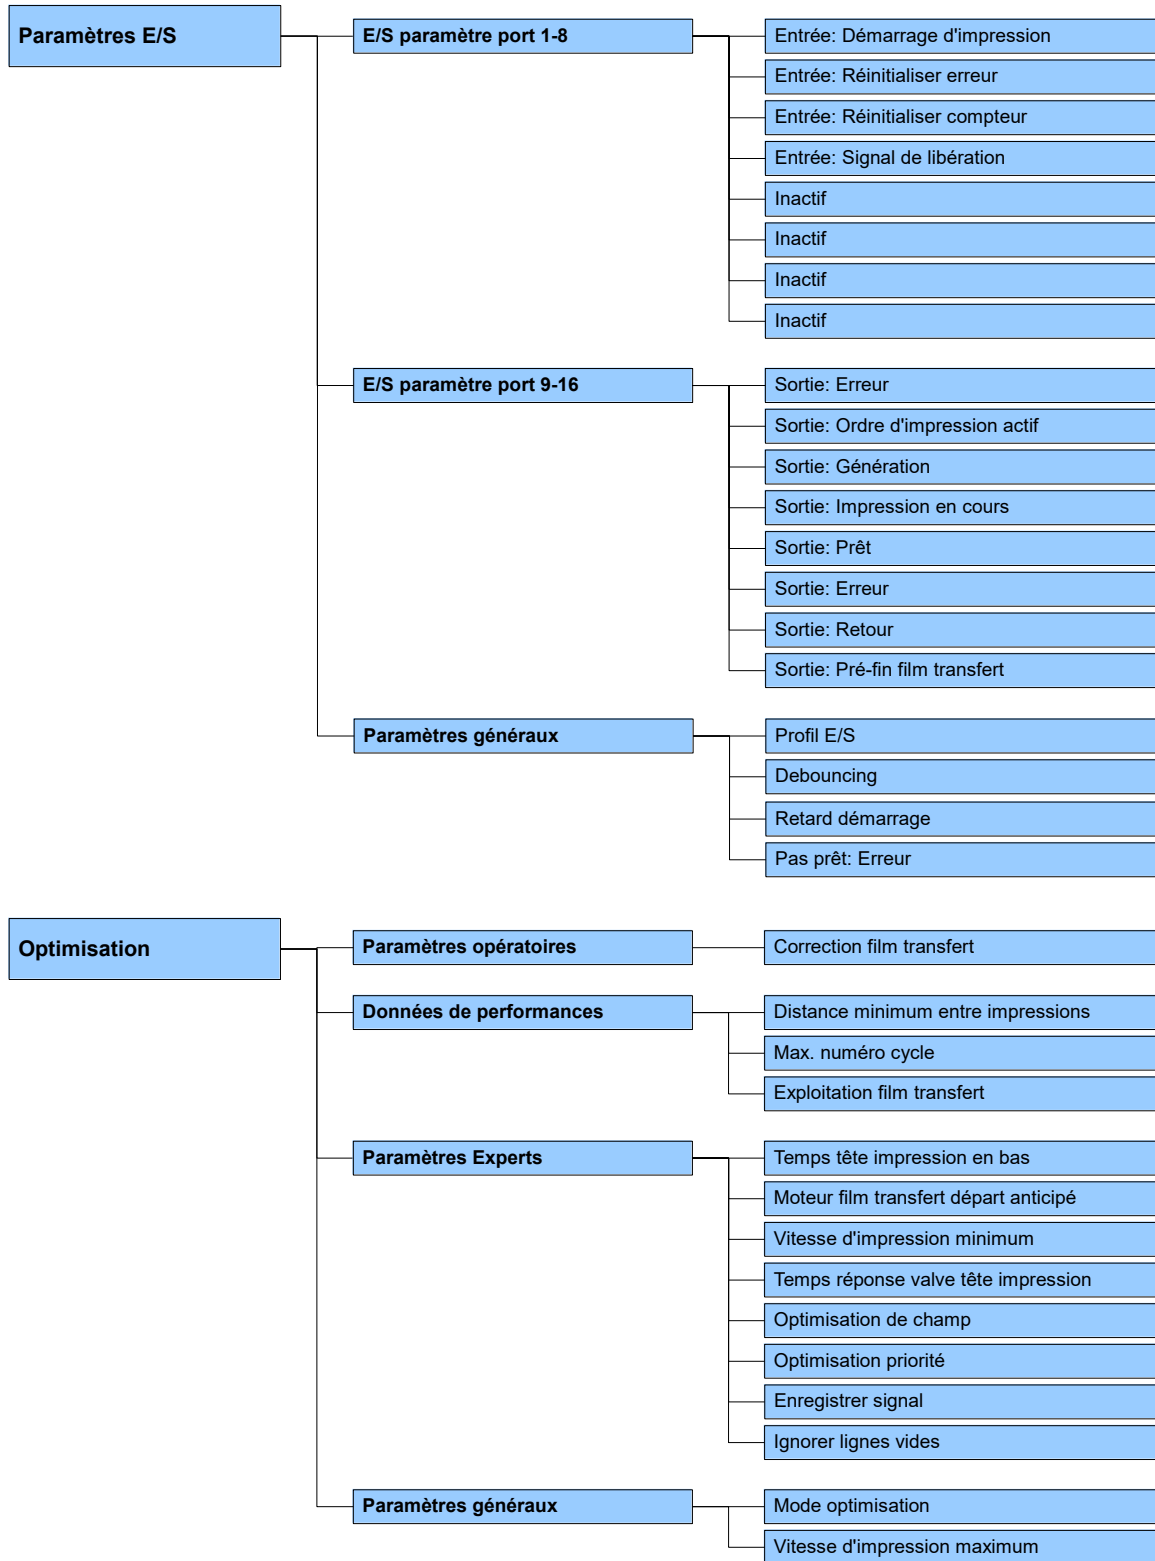 Paramètres E/S
E/S paramètre port 1-8
Entrée: Démarrage d'impression
Entrée: Réinitialiser erreur
Entrée: Réinitialiser compteur
Entrée: Signal de libération
Inactif
Inactif
Inactif
Inactif
E/S paramètre port 9-16
Sortie: Erreur
Sortie: Ordre d'impression actif
Sortie: Génération
Sortie: Impression en cours
Sortie: Prêt
Sortie: Erreur
Sortie: Retour
Sortie: Pré-fin film transfert
Paramètres généraux
Profil E/S
Debouncing
Retard démarrage
Pas prêt: Erreur
Optimisation
Paramètres opératoires
Correction film transfert
Données de performances
Distance minimum entre impressions
Max. numéro cycle
Exploitation film transfert
Paramètres Experts
Temps tête impression en bas
Moteur film transfert départ anticipé
Vitesse d'impression minimum
Temps réponse valve tête impression
Optimisation de champ
Optimisation priorité
Enregistrer signal
Ignorer lignes vides
Paramètres généraux
Mode optimisation
Vitesse d'impression maximum